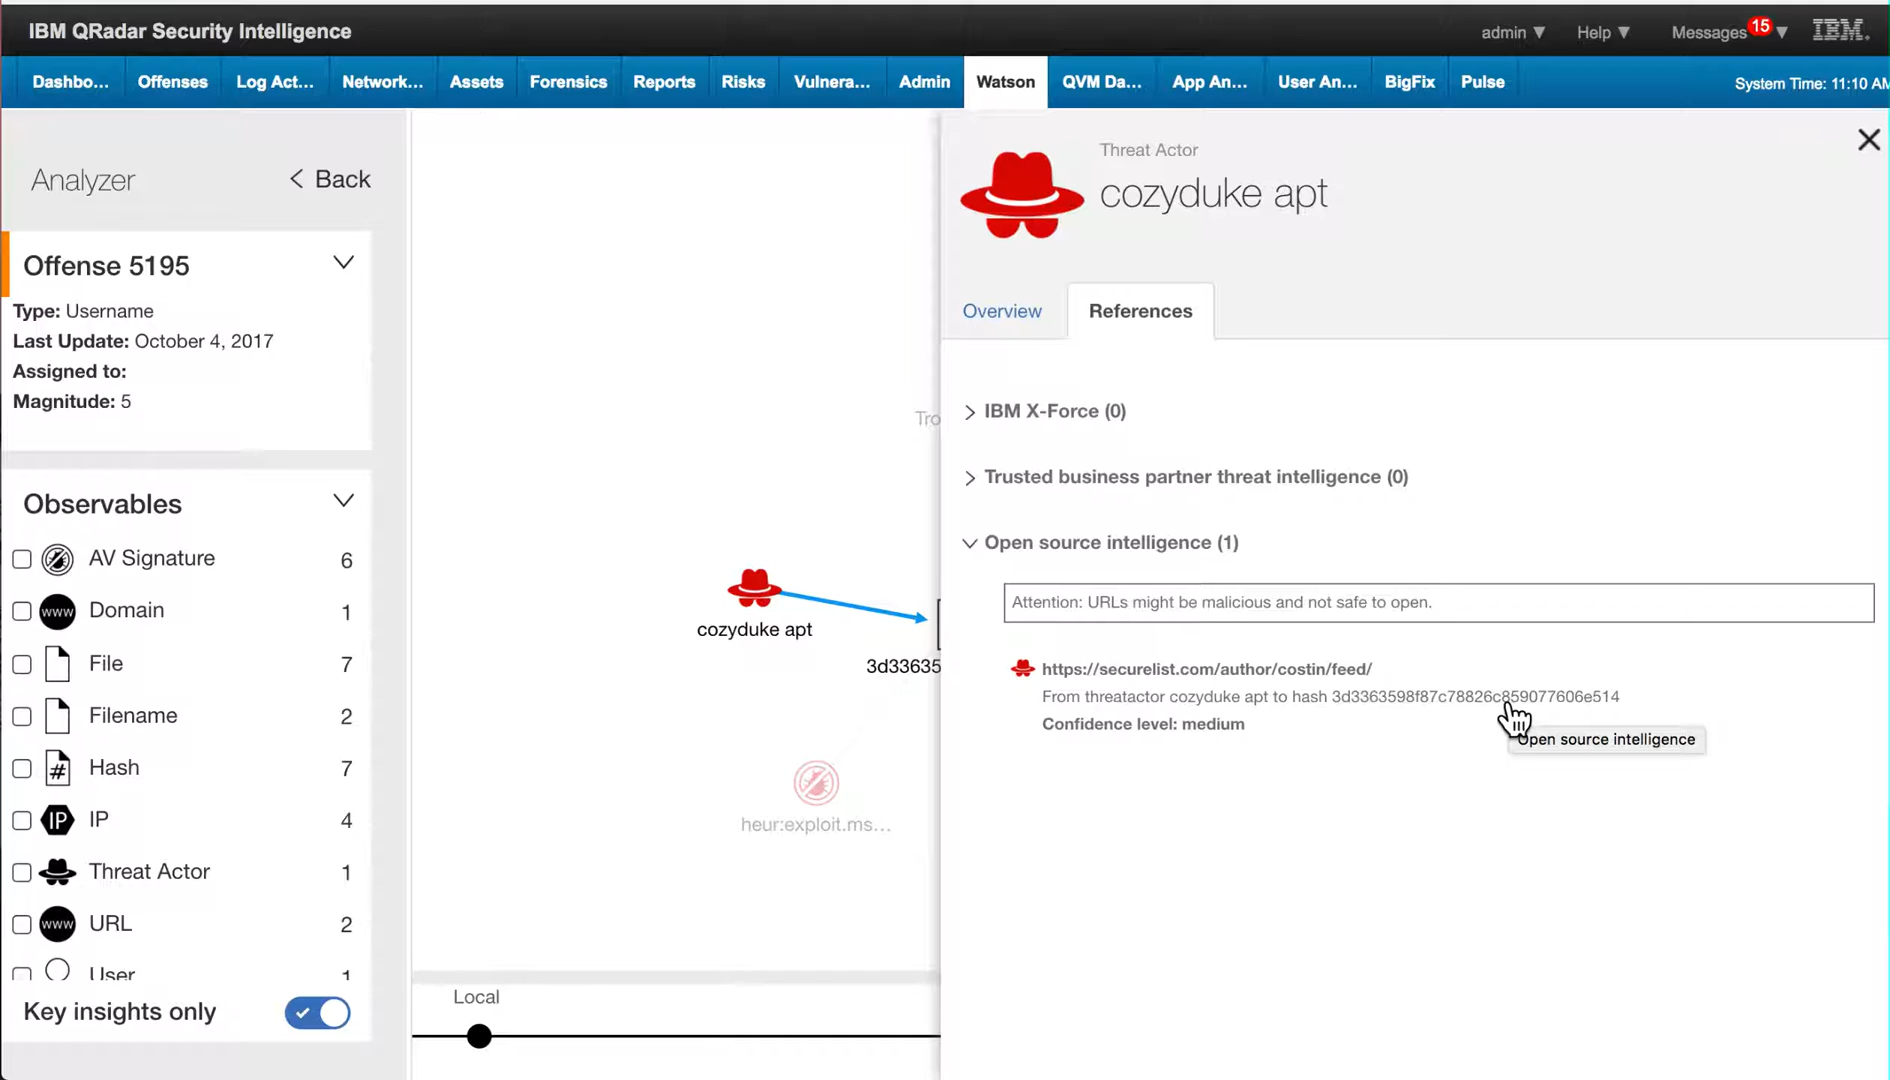 IBM QRadar Security Intelligence
admin
Help
Messages
15
IBM
Dashbo...
Offenses
Log Act...
Network...
Assets
Forensics
Reports
Risks
Vulnera...
Admin
Watson
QVM Da...
App An...
User An...
BigFix
Pulse
System Time: 11:10 AM
Analyzer
Back
Offense 5195
Type: Username
Last Update: October 4, 2017
Assigned to:
Magnitude: 5
Observables
AV Signature 6
www Domain 1
File 7
Filename 2
# Hash 7
IP IP 4
Threat Actor 1
www URL 2
User 1
Key insights only
Tro
cozyduke apt
3d33635
heur:exploit.ms...
Local
Threat Actor
cozyduke apt
Overview
References
IBM X-Force (0)
Trusted business partner threat intelligence (0)
Open source intelligence (1)
Attention: URLs might be malicious and not safe to open.
https://securelist.com/author/costin/feed/
From threatactor cozyduke apt to hash 3d3363598f87c78826c859077606e514
Confidence level: medium
Open source intelligence